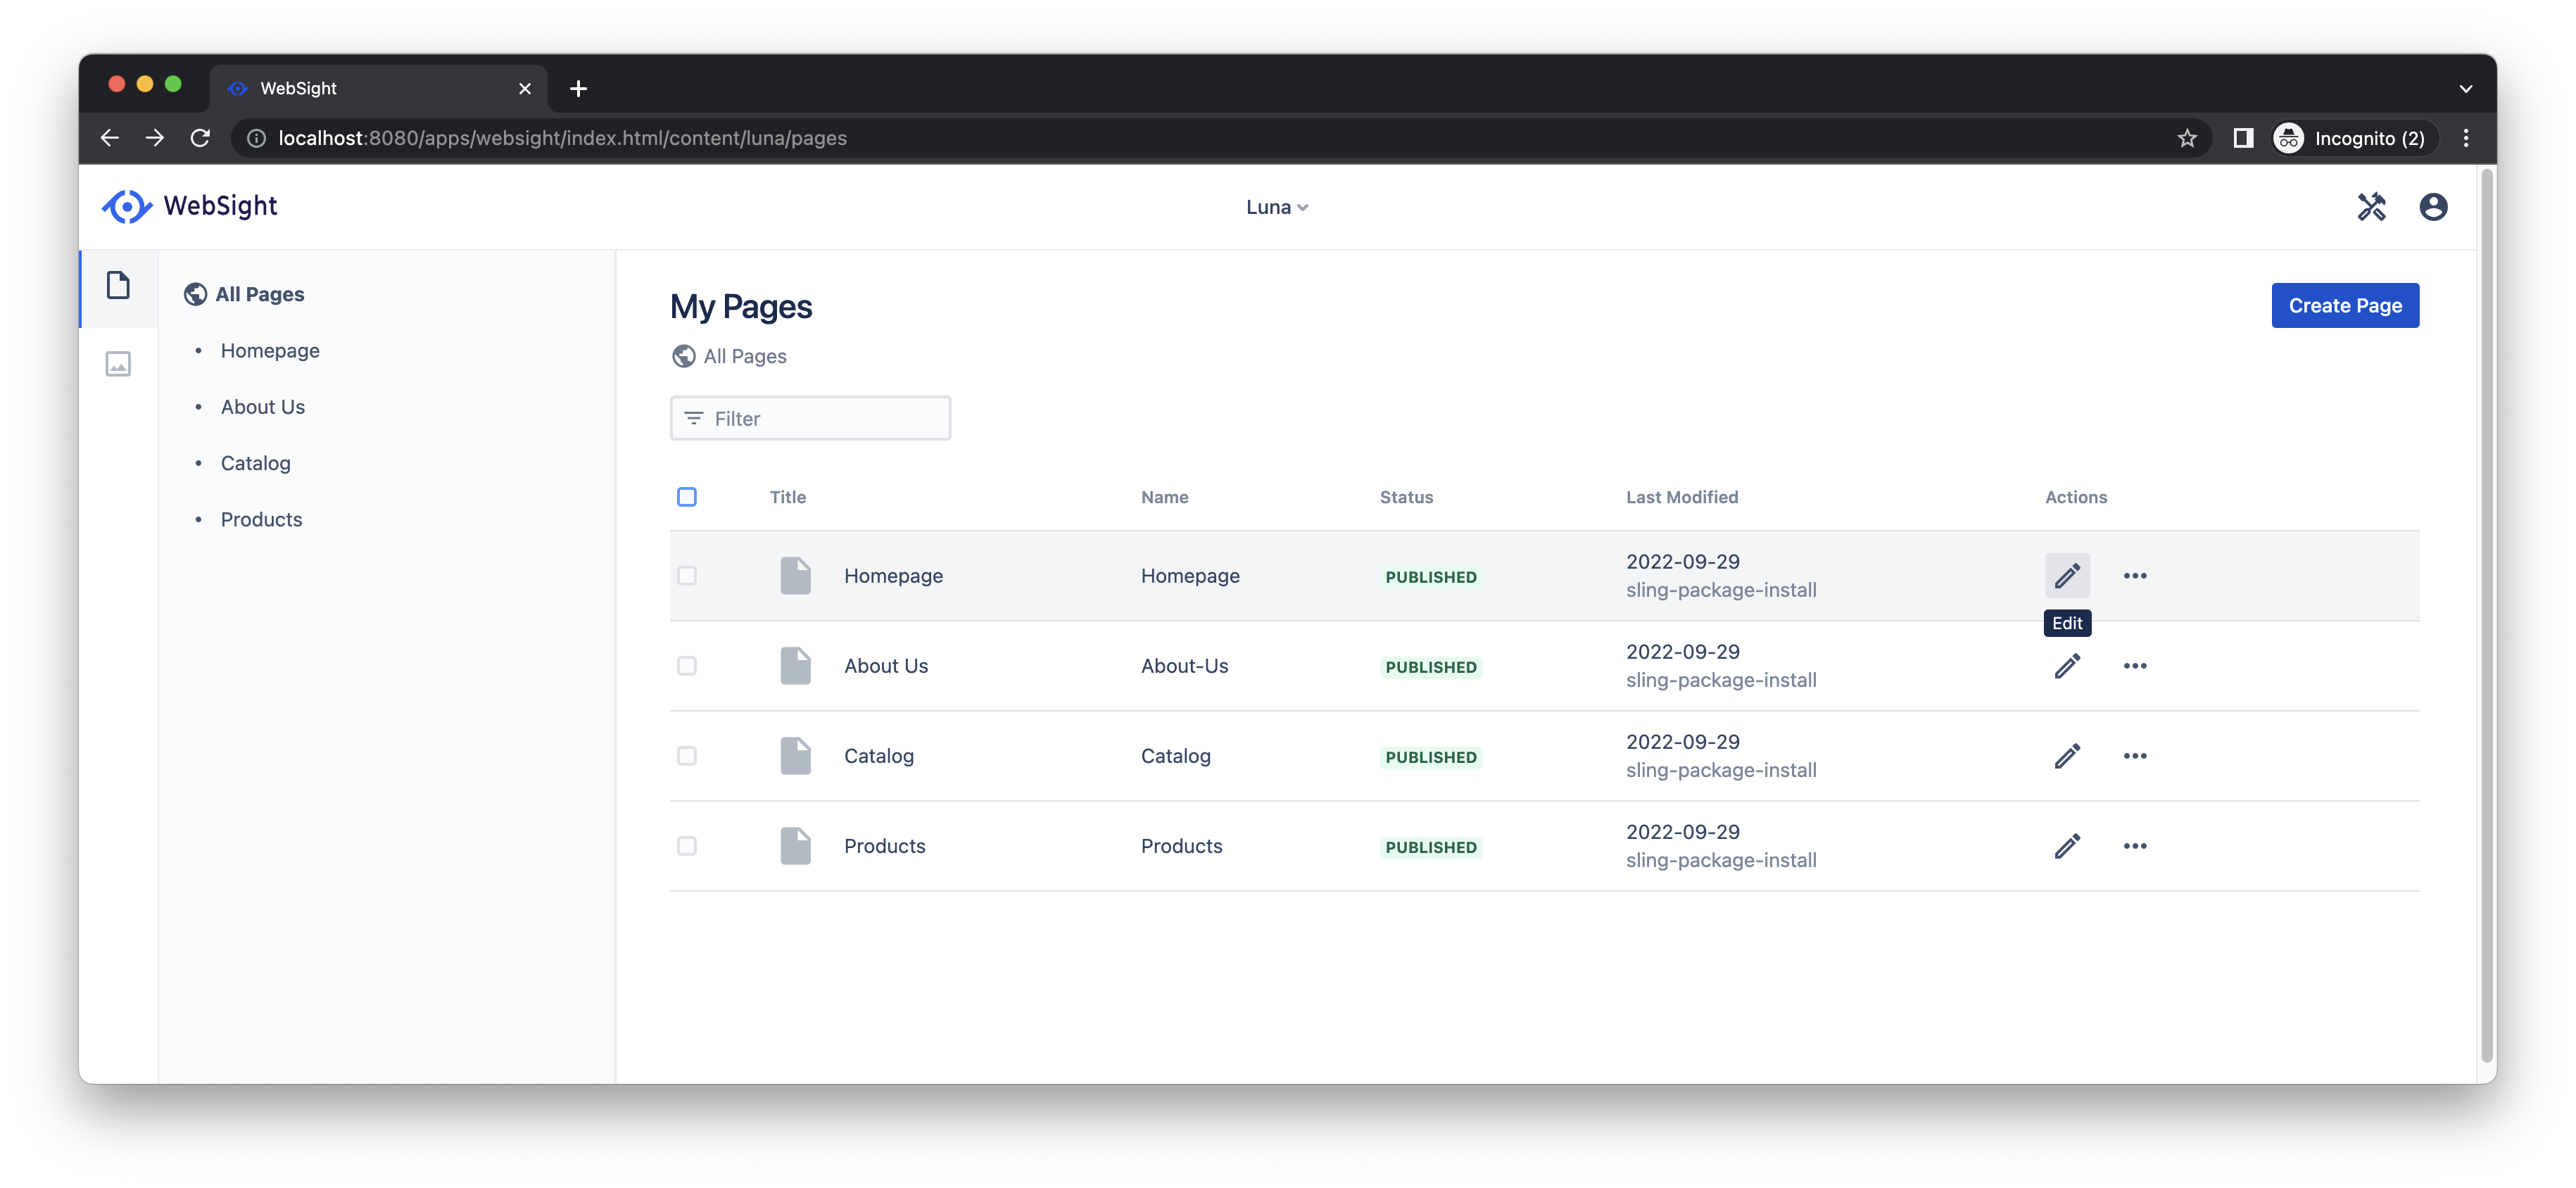 WebSight
localhost:8080/apps/websight/index.html/content/luna/pages
Incognito (2)
WebSight
Luna
All Pages
• Homepage
• About Us
• Catalog
• Products
My Pages
Create Page
All Pages
Filter
Title Name Status Last Modified Actions
Homepage Homepage PUBLISHED 2022-09-29
sling-package-install
Edit
About Us About-Us PUBLISHED 2022-09-29
sling-package-install
Catalog Catalog PUBLISHED 2022-09-29
sling-package-install
Products Products PUBLISHED 2022-09-29
sling-package-install